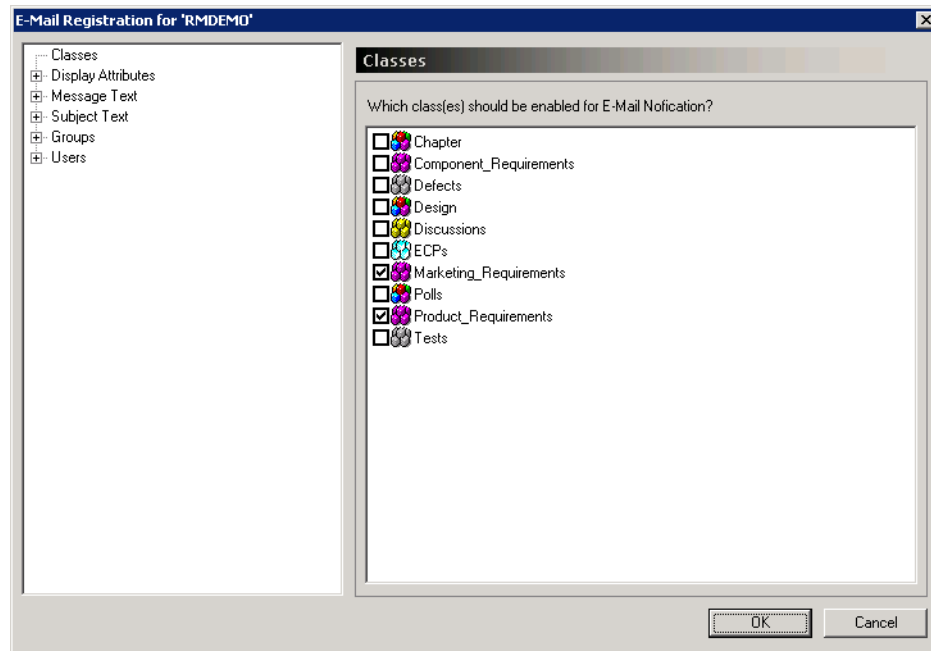 E-Mail Registration for 'RMDEMO'
Classes
Display Attributes
Message Text
Subject Text
Groups
Users
Classes
Which class(es) should be enabled for E-Mail Nofication?
Chapter
Component_Requirements
Defects
Design
Discussions
ECPs
Marketing_Requirements
Polls
Product_Requirements
Tests
OK
Cancel